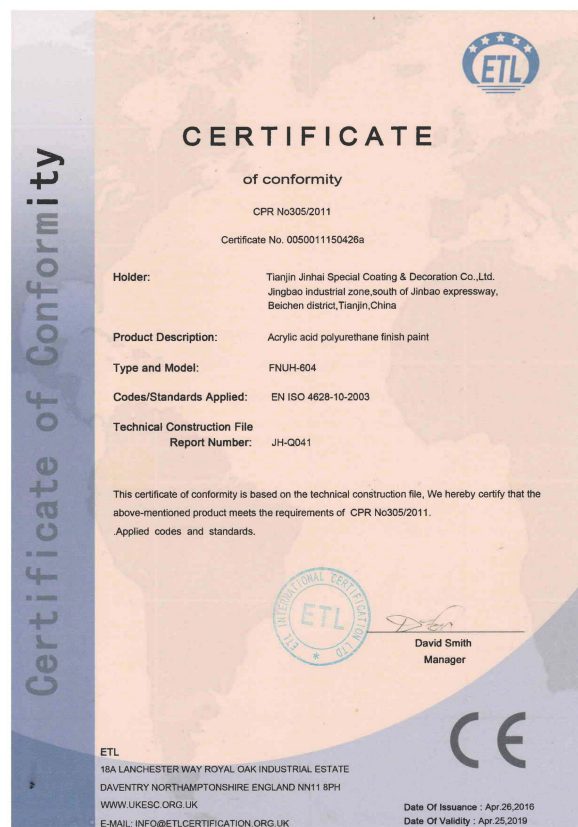 ETL
CERTIFICATE
of conformity
CPR No305/2011
Certificate No. 0050011150426a
Holder: Tianjin Jinhai Special Coating & Decoration Co.,Ltd.
Jingbao industrial zone,south of Jinbao expressway,
Beichen district,Tianjin,China
Product Description: Acrylic acid polyurethane finish paint
Type and Model: FNUH-604
Codes/Standards Applied: EN ISO 4628-10-2003
Technical Construction File
Report Number: JH-Q041
This certificate of conformity is based on the technical construction file, We hereby certify that the
above-mentioned product meets the requirements of CPR No305/2011.
.Applied codes and standards.
ETL INTERNATIONAL CERTIFICATION LTD
ETL
David Smith
Manager
CE
ETL
18A LANCHESTER WAY ROYAL OAK INDUSTRIAL ESTATE
DAVENTRY NORTHAMPTONSHIRE ENGLAND NN11 8PH
WWW.UKESC.ORG.UK
E-MAIL: INFO@ETLCERTIFICATION.ORG.UK
Date Of Issuance : Apr.26,2016
Date Of Validity : Apr.25,2019
Certificate of Conformity